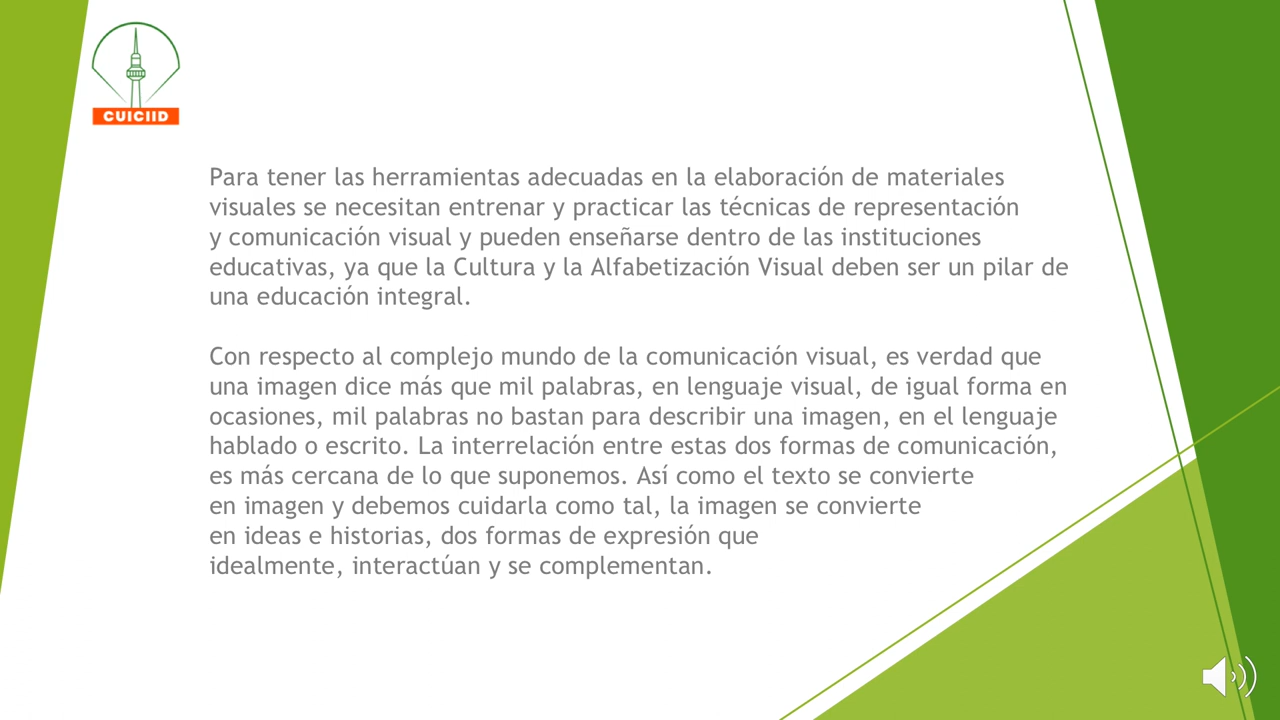 CUICIID
Para tener las herramientas adecuadas en la elaboración de materiales
visuales se necesitan entrenar y practicar las técnicas de representación
y comunicación visual y pueden enseñarse dentro de las instituciones
educativas, ya que la Cultura y la Alfabetización Visual deben ser un pilar de
una educación integral.
Con respecto al complejo mundo de la comunicación visual, es verdad que
una imagen dice más que mil palabras, en lenguaje visual, de igual forma en
ocasiones, mil palabras no bastan para describir una imagen, en el lenguaje
hablado o escrito. La interrelación entre estas dos formas de comunicación,
es más cercana de lo que suponemos. Así como el texto se convierte
en imagen y debemos cuidarla como tal, la imagen se convierte
en ideas e historias, dos formas de expresión que
idealmente, interactúan y se complementan.